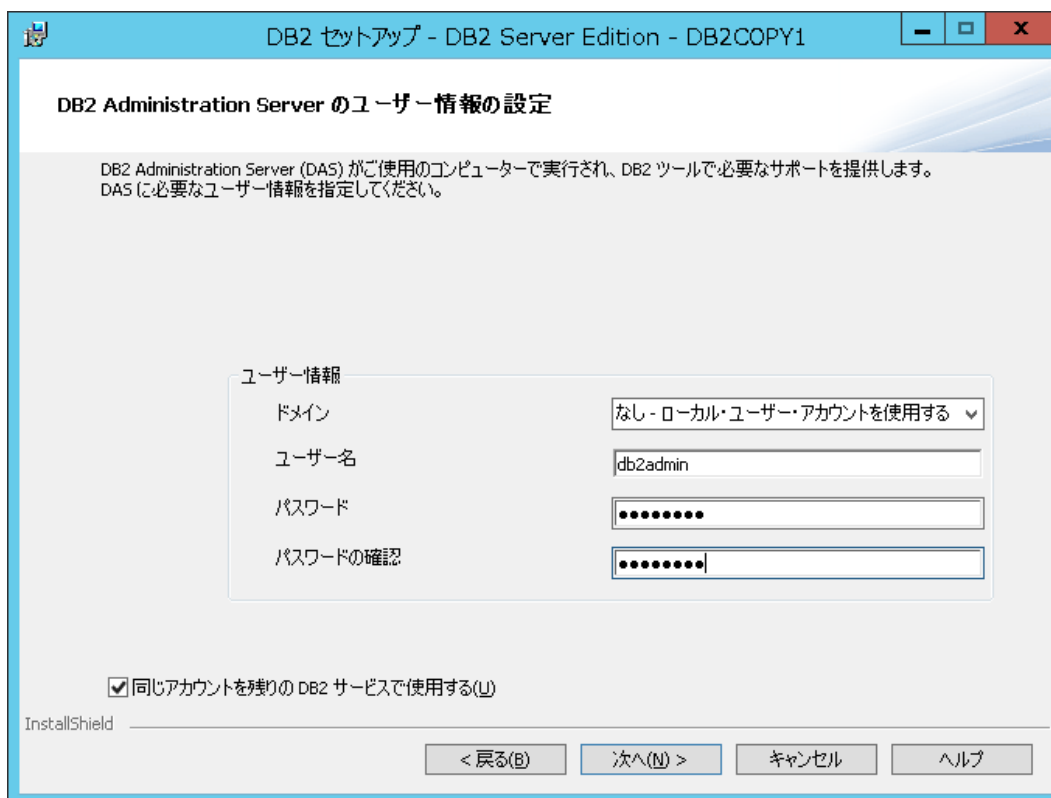 DB2 セットアップ - DB2 Server Edition - DB2COPY1
DB2 Administration Server のユーザー情報の設定
DB2 Administration Server (DAS) がご使用のコンピューターで実行され、DB2 ツールで必要なサポートを提供します。
DAS に必要なユーザー情報を指定してください。
ユーザー情報
ドメイン
なし - ローカル・ユーザー・アカウントを使用する
ユーザー名
db2admin
パスワード
●●●●●●●●
パスワードの確認
●●●●●●●●
同じアカウントを残りの DB2 サービスで使用する(U)
InstallShield
< 戻る(B)
次へ(N) >
キャンセル
ヘルプ